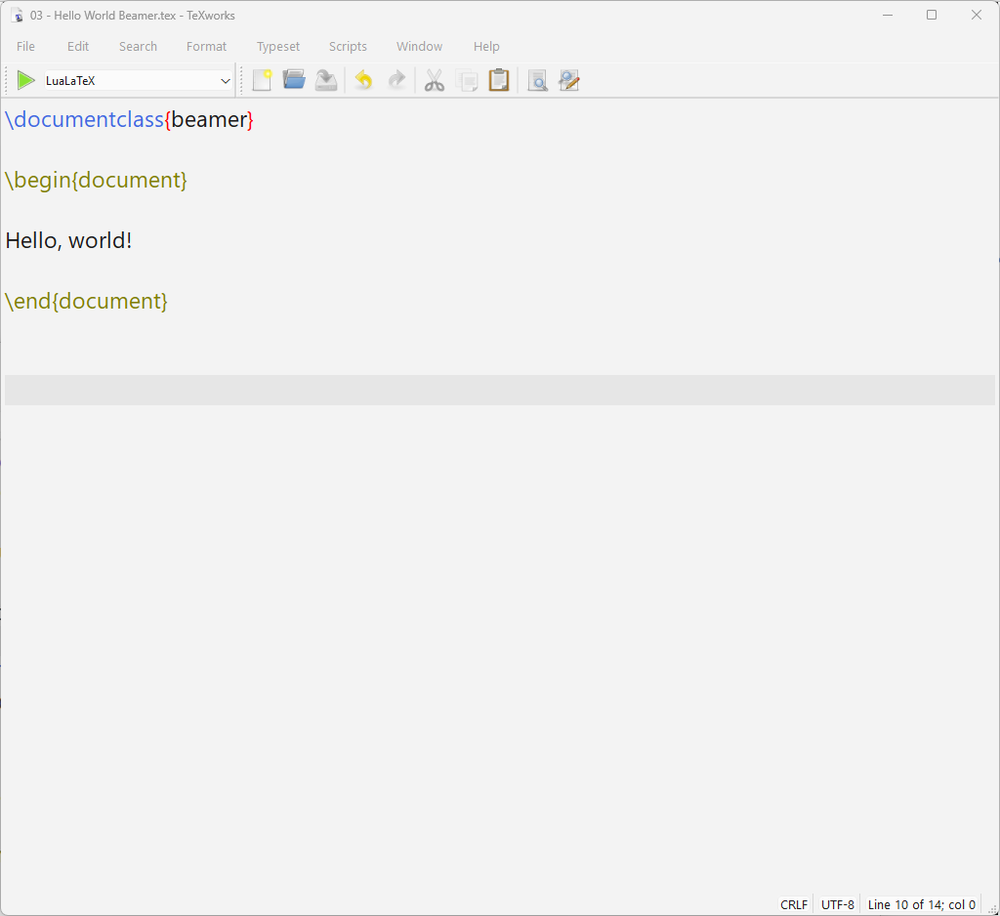 03 - Hello World Beamer.tex - TeXworks
File Edit Search Format Typeset Scripts Window Help
LuaLaTeX
\documentclass{beamer}
\begin{document}
Hello, world!
\end{document}
CRLF UTF-8 Line 10 of 14; col 0